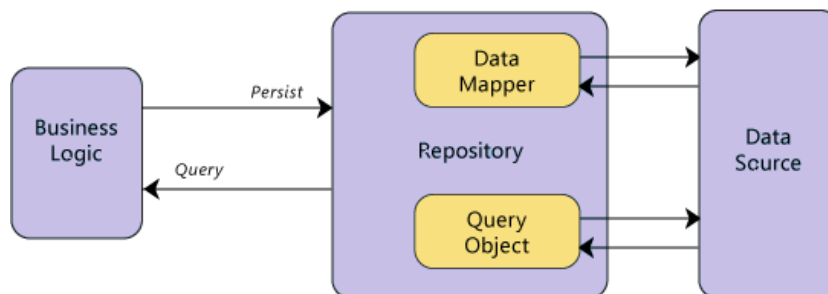 Business
Logic
Persist
Query
Data
Mapper
Repository
Query
Object
Data
Source